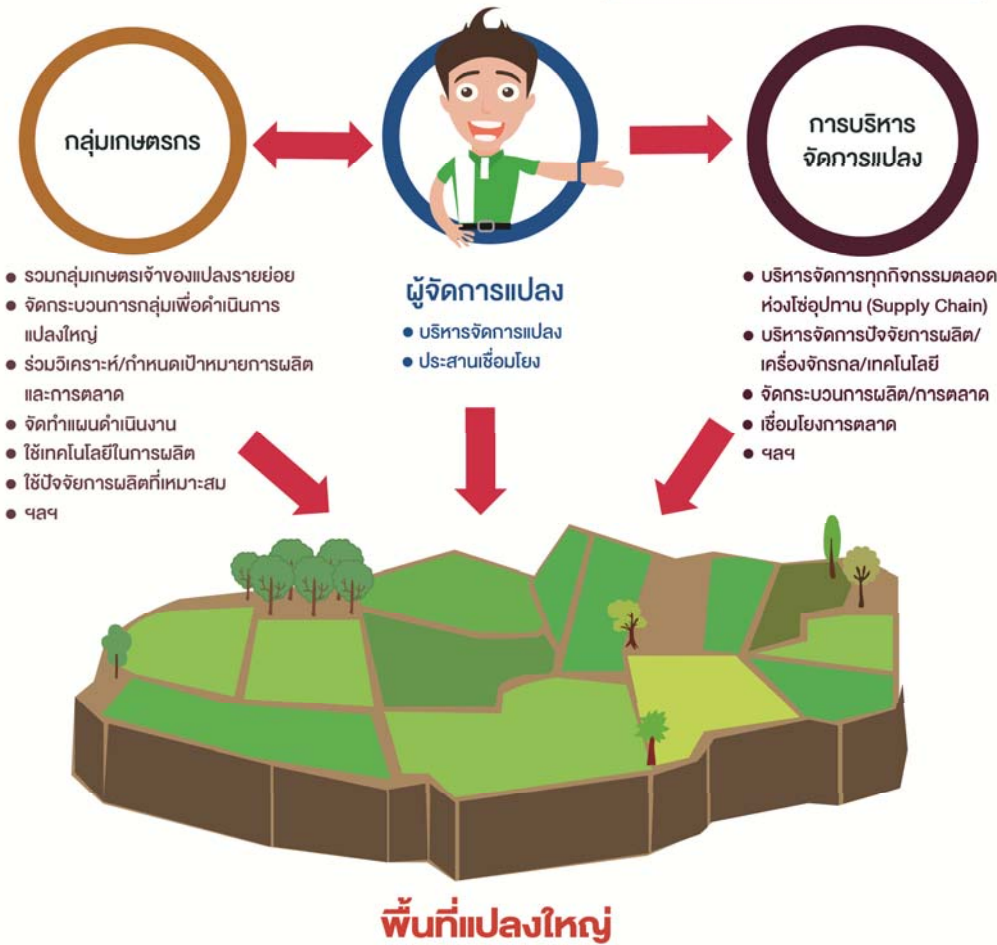 กลุ่มเกษตรกร
● รวมกลุ่มเกษตรเจ้าของแปลงรายย่อย
● จัดกระบวนการกลุ่มเพื่อดำเนินการ
แปลงใหญ่
● ร่วมวิเคราะห์/กำหนดเป้าหมายการผลิต
และการตลาด
● จัดทำแผนดำเนินงาน
● ใช้เทคโนโลยีในการผลิต
● ใช้ปัจจัยการผลิตที่เหมาะสม
● ฯลฯ
ผู้จัดการแปลง
● บริหารจัดการแปลง
● ประสานเชื่อมโยง
การบริหาร
จัดการแปลง
● บริหารจัดการทุกกิจกรรมตลอด
ห่วงโซ่อุปทาน (Supply Chain)
● บริหารจัดการปัจจัยการผลิต/
เครื่องจักรกล/เทคโนโลยี
● จัดกระบวนการผลิต/การตลาด
● เชื่อมโยงการตลาด
● ฯลฯ
พื้นที่แปลงใหญ่